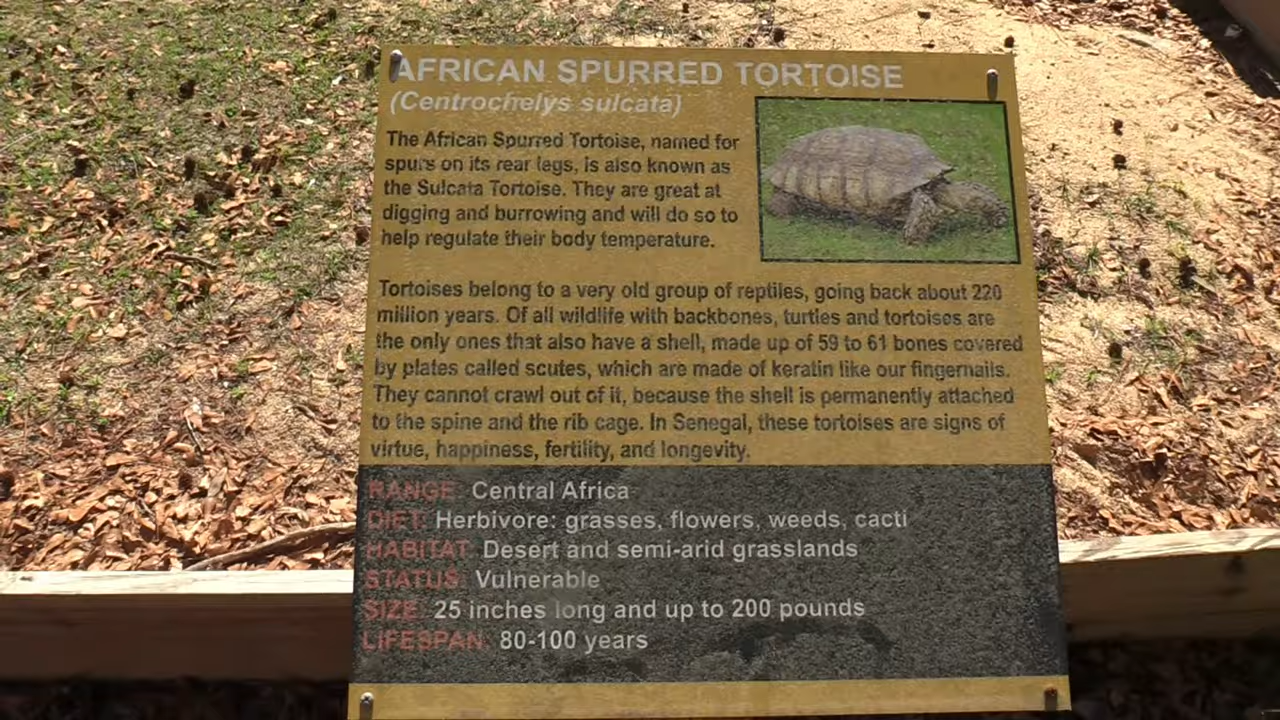 AFRICAN SPURRED TORTOISE
(Centrochelys sulcata)
The African Spurred Tortoise, named for
spurs on its rear legs, is also known as
the Sulcata Tortoise. They are great at
digging and burrowing and will do so to
help regulate their body temperature.
Tortoises belong to a very old group of reptiles, going back about 220
million years. Of all wildlife with backbones, turtles and tortoises are
the only ones that also have a shell, made up of 59 to 61 bones covered
by plates called scutes, which are made of keratin like our fingernails.
They cannot crawl out of it, because the shell is permanently attached
to the spine and the rib cage. In Senegal, these tortoises are signs of
virtue, happiness, fertility, and longevity.
RANGE: Central Africa
DIET: Herbivore: grasses, flowers, weeds, cacti
HABITAT: Desert and semi-arid grasslands
STATUS: Vulnerable
SIZE: 25 inches long and up to 200 pounds
LIFESPAN: 80-100 years